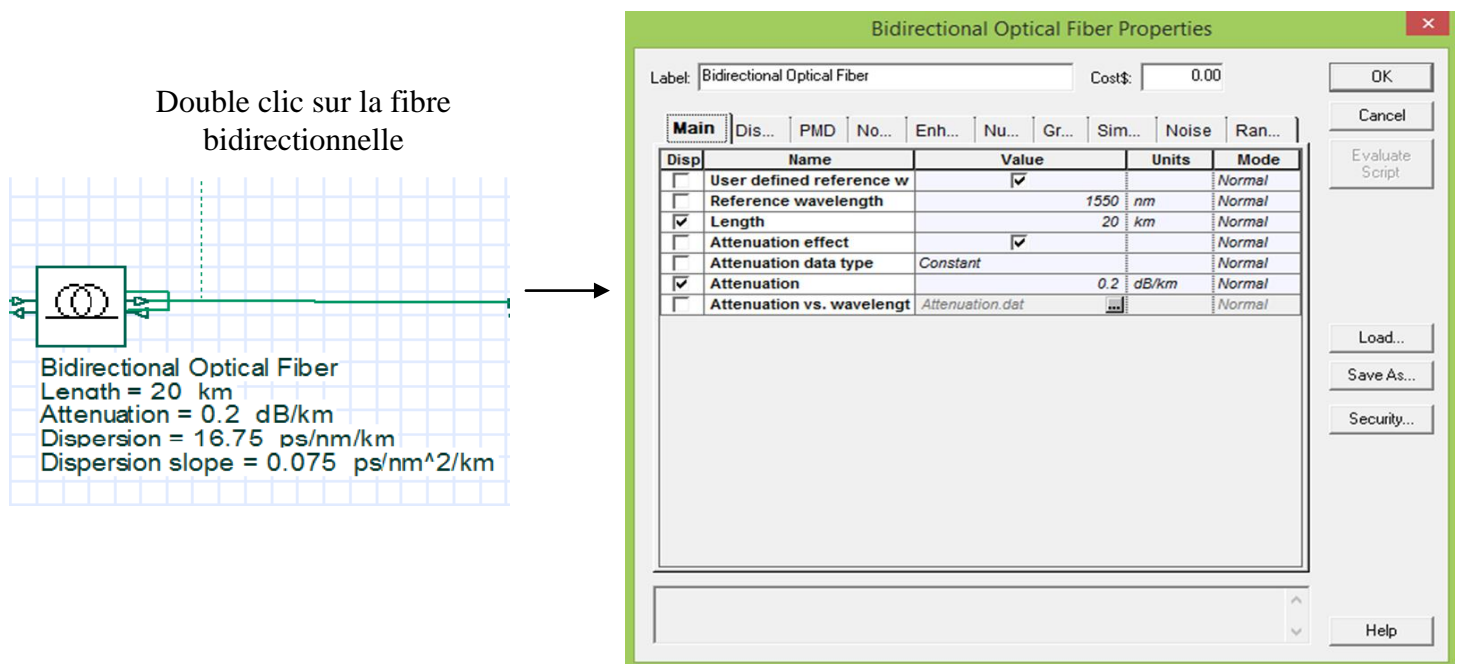 Double clic sur la fibre
bidirectionnelle
Bidirectional Optical Fiber
Length = 20 km
Attenuation = 0.2 dB/km
Dispersion = 16.75 ps/nm/km
Dispersion slope = 0.075 ps/nm^2/km
Bidirectional Optical Fiber Properties
Label: Bidirectional Optical Fiber Cost$: 0.00
OK
Cancel
Evaluate
Script
Main Dis... PMD No... Enh... Nu... Gr... Sim... Noise Ran...
Disp Name Value Units Mode
User defined reference w Normal
Reference wavelength 1550 nm Normal
Length 20 km Normal
Attenuation effect Normal
Attenuation data type Constant Normal
Attenuation 0.2 dB/km Normal
Attenuation vs. wavelengt Attenuation.dat ... Normal
Load...
Save As...
Security...
Help